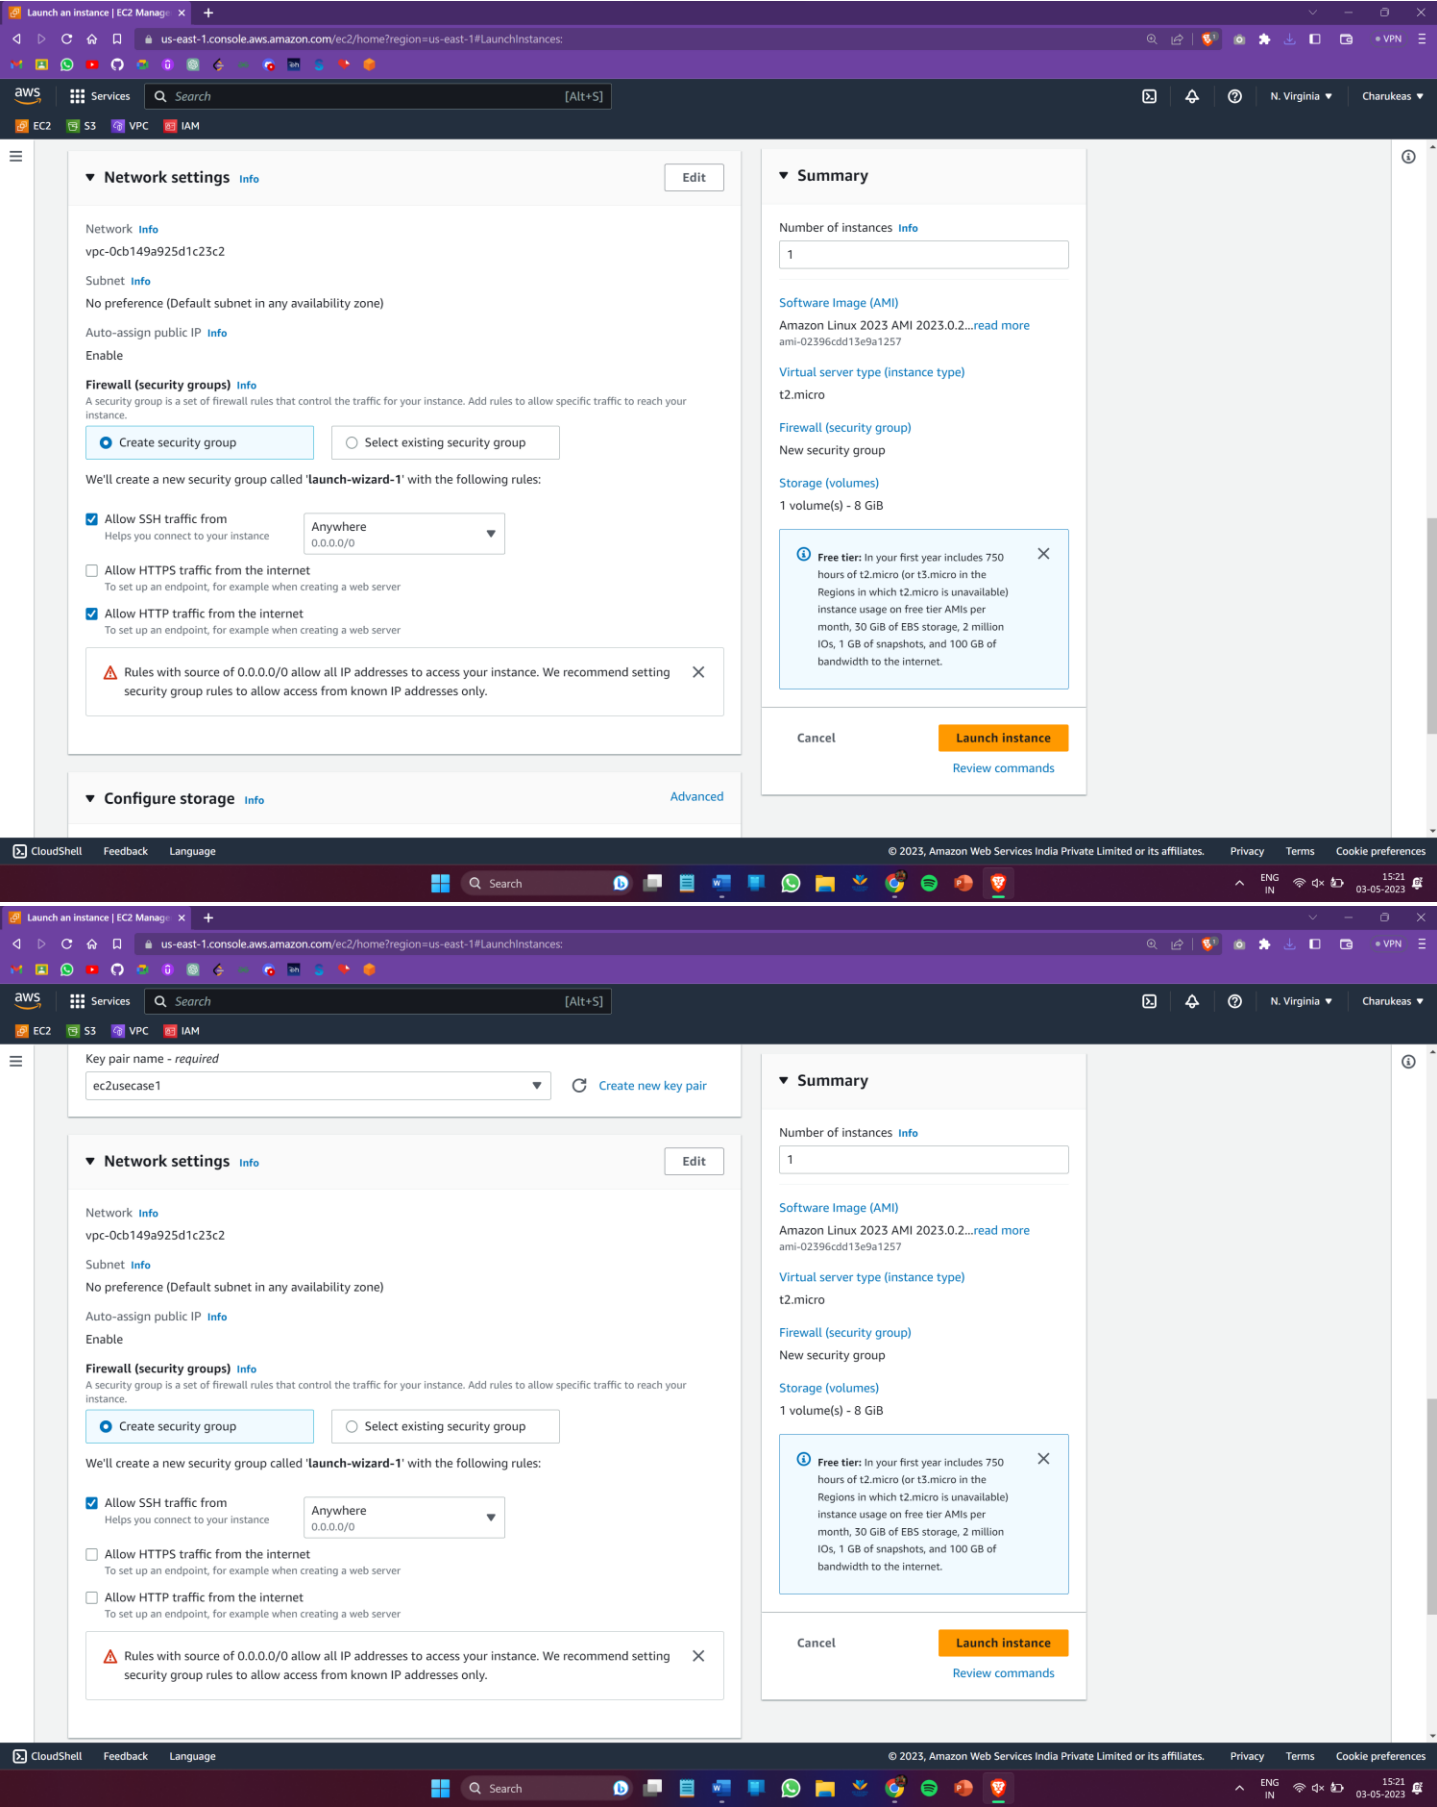 Launch an instance | EC2 Manage
us-east-1.console.aws.amazon.com/ec2/home?region=us-east-1#LaunchInstances:
VPN
aws
Services
Search
[Alt+S]
N. Virginia
Charukeas
EC2
S3
VPC
IAM
Network settings Info
Edit
Network Info
vpc-0cb149a925d1c23c2
Subnet Info
No preference (Default subnet in any availability zone)
Auto-assign public IP Info
Enable
Firewall (security groups) Info
A security group is a set of firewall rules that control the traffic for your instance. Add rules to allow specific traffic to reach your
instance.
Create security group
Select existing security group
We'll create a new security group called 'launch-wizard-1' with the following rules:
Allow SSH traffic from
Helps you connect to your instance
Anywhere
0.0.0.0/0
Allow HTTPS traffic from the internet
To set up an endpoint, for example when creating a web server
Allow HTTP traffic from the internet
To set up an endpoint, for example when creating a web server
Rules with source of 0.0.0.0/0 allow all IP addresses to access your instance. We recommend setting
security group rules to allow access from known IP addresses only.
Configure storage Info
Advanced
Summary
Number of instances Info
1
Software Image (AMI)
Amazon Linux 2023 AMI 2023.0.2...read more
ami-02396cdd13e9a1257
Virtual server type (instance type)
t2.micro
Firewall (security group)
New security group
Storage (volumes)
1 volume(s) - 8 GiB
Free tier: In your first year includes 750
hours of t2.micro (or t3.micro in the
Regions in which t2.micro is unavailable)
instance usage on free tier AMIs per
month, 30 GiB of EBS storage, 2 million
IOs, 1 GB of snapshots, and 100 GB of
bandwidth to the internet.
Cancel
Launch instance
Review commands
CloudShell
Feedback
Language
© 2023, Amazon Web Services India Private Limited or its affiliates.
Privacy
Terms
Cookie preferences
Search
ENG
IN
15:21
03-05-2023
Launch an instance | EC2 Manage
us-east-1.console.aws.amazon.com/ec2/home?region=us-east-1#LaunchInstances:
VPN
aws
Services
Search
[Alt+S]
N. Virginia
Charukeas
EC2
S3
VPC
IAM
Key pair name - required
ec2usecase1
Create new key pair
Network settings Info
Edit
Network Info
vpc-0cb149a925d1c23c2
Subnet Info
No preference (Default subnet in any availability zone)
Auto-assign public IP Info
Enable
Firewall (security groups) Info
A security group is a set of firewall rules that control the traffic for your instance. Add rules to allow specific traffic to reach your
instance.
Create security group
Select existing security group
We'll create a new security group called 'launch-wizard-1' with the following rules:
Allow SSH traffic from
Helps you connect to your instance
Anywhere
0.0.0.0/0
Allow HTTPS traffic from the internet
To set up an endpoint, for example when creating a web server
Allow HTTP traffic from the internet
To set up an endpoint, for example when creating a web server
Rules with source of 0.0.0.0/0 allow all IP addresses to access your instance. We recommend setting
security group rules to allow access from known IP addresses only.
Summary
Number of instances Info
1
Software Image (AMI)
Amazon Linux 2023 AMI 2023.0.2...read more
ami-02396cdd13e9a1257
Virtual server type (instance type)
t2.micro
Firewall (security group)
New security group
Storage (volumes)
1 volume(s) - 8 GiB
Free tier: In your first year includes 750
hours of t2.micro (or t3.micro in the
Regions in which t2.micro is unavailable)
instance usage on free tier AMIs per
month, 30 GiB of EBS storage, 2 million
IOs, 1 GB of snapshots, and 100 GB of
bandwidth to the internet.
Cancel
Launch instance
Review commands
CloudShell
Feedback
Language
© 2023, Amazon Web Services India Private Limited or its affiliates.
Privacy
Terms
Cookie preferences
Search
ENG
IN
15:21
03-05-2023